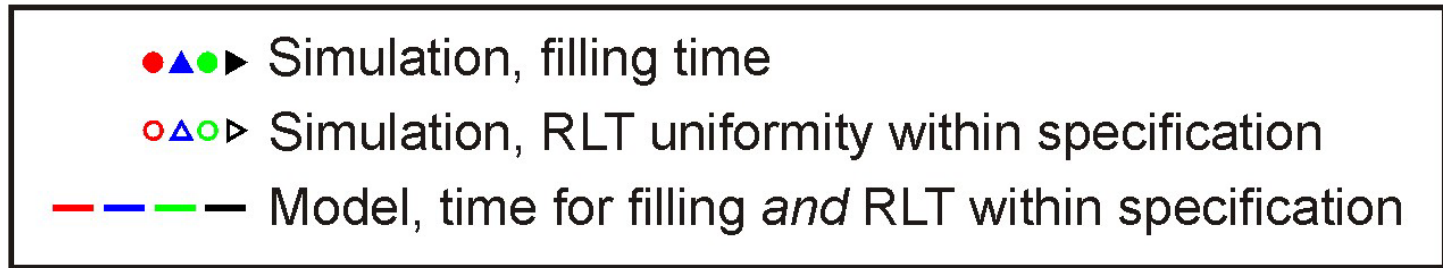 Simulation, filling time
Simulation, RLT uniformity within specification
Model, time for filling and RLT within specification